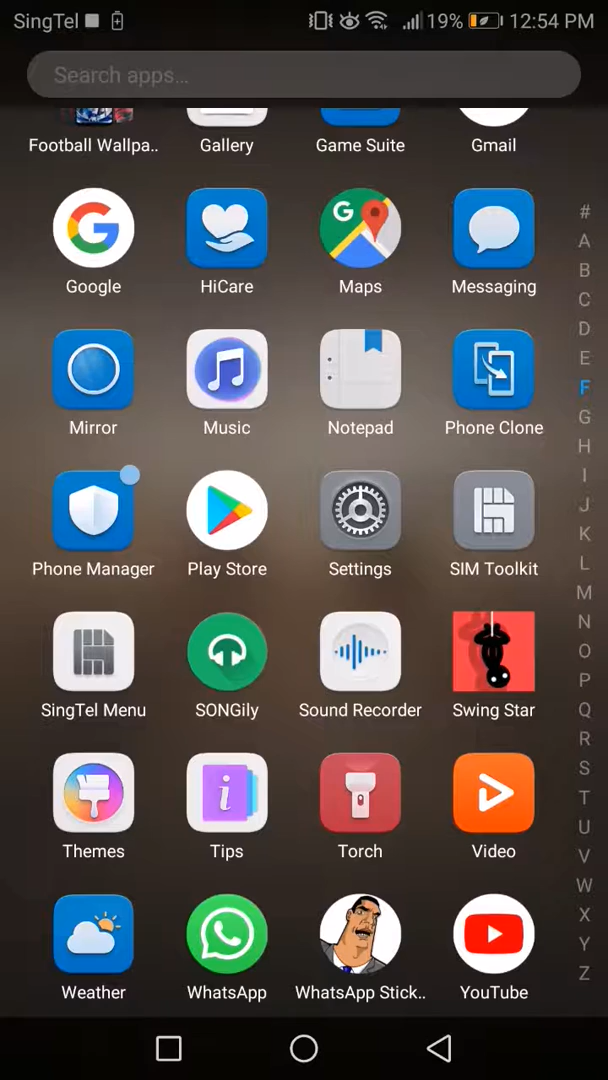 SingTel 19% 12:54 PM
Search apps...
Football Wallpa.. Gallery Game Suite Gmail
Google HiCare Maps Messaging
Mirror Music Notepad Phone Clone
Phone Manager Play Store Settings SIM Toolkit
SingTel Menu SONGily Sound Recorder Swing Star
Themes Tips Torch Video
Weather WhatsApp WhatsApp Stick.. YouTube
#
A
B
C
D
E
F
G
H
I
J
K
L
M
N
O
P
Q
R
S
T
U
V
W
X
Y
Z